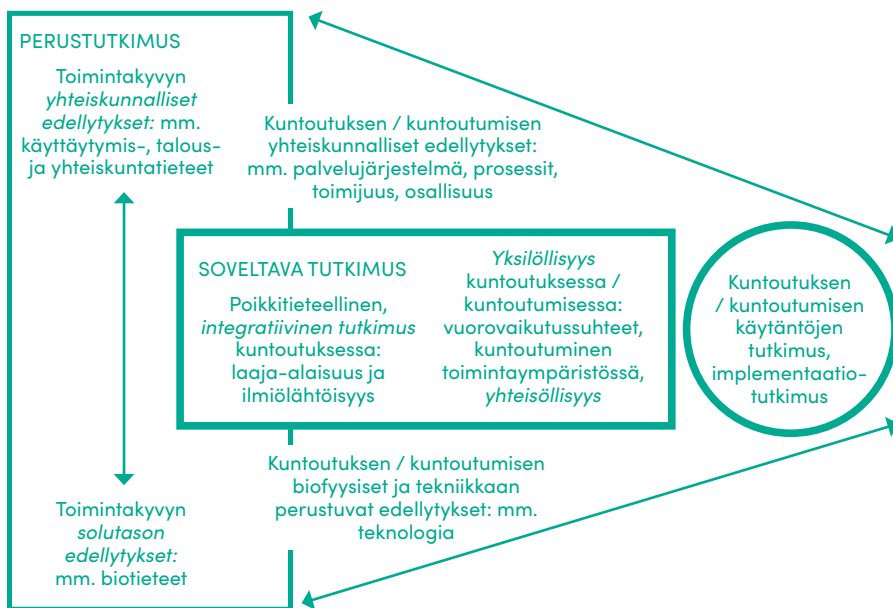 PERUSTUTKIMUS
Toimintakyvyn
yhteiskunnalliset
edellytykset: mm.
käyttäytymis-, talous-
ja yhteiskuntatieteet
Kuntoutuksen / kuntoutumisen
yhteiskunnalliset edellytykset:
mm. palvelujärjestelmä, prosessit,
toimijuus, osallisuus
SOVELTAVA TUTKIMUS
Poikkitieteellinen,
integratiivinen tutkimus
kuntoutuksessa:
laaja-alaisuus ja
ilmiölähtöisyys
Yksilöllisyys
kuntoutuksessa /
kuntoutumisessa:
vuorovaikutussuhteet,
kuntoutuminen
toimintaympäristössä,
yhteisöllisyys
Kuntoutuksen
/ kuntoutumisen
käytäntöjen
tutkimus,
implementaatio-
tutkimus
Kuntoutuksen / kuntoutumisen
biofyysiset ja tekniikkaan
perustuvat edellytykset: mm.
teknologia
Toimintakyvyn
solutason
edellytykset:
mm. biotieteet